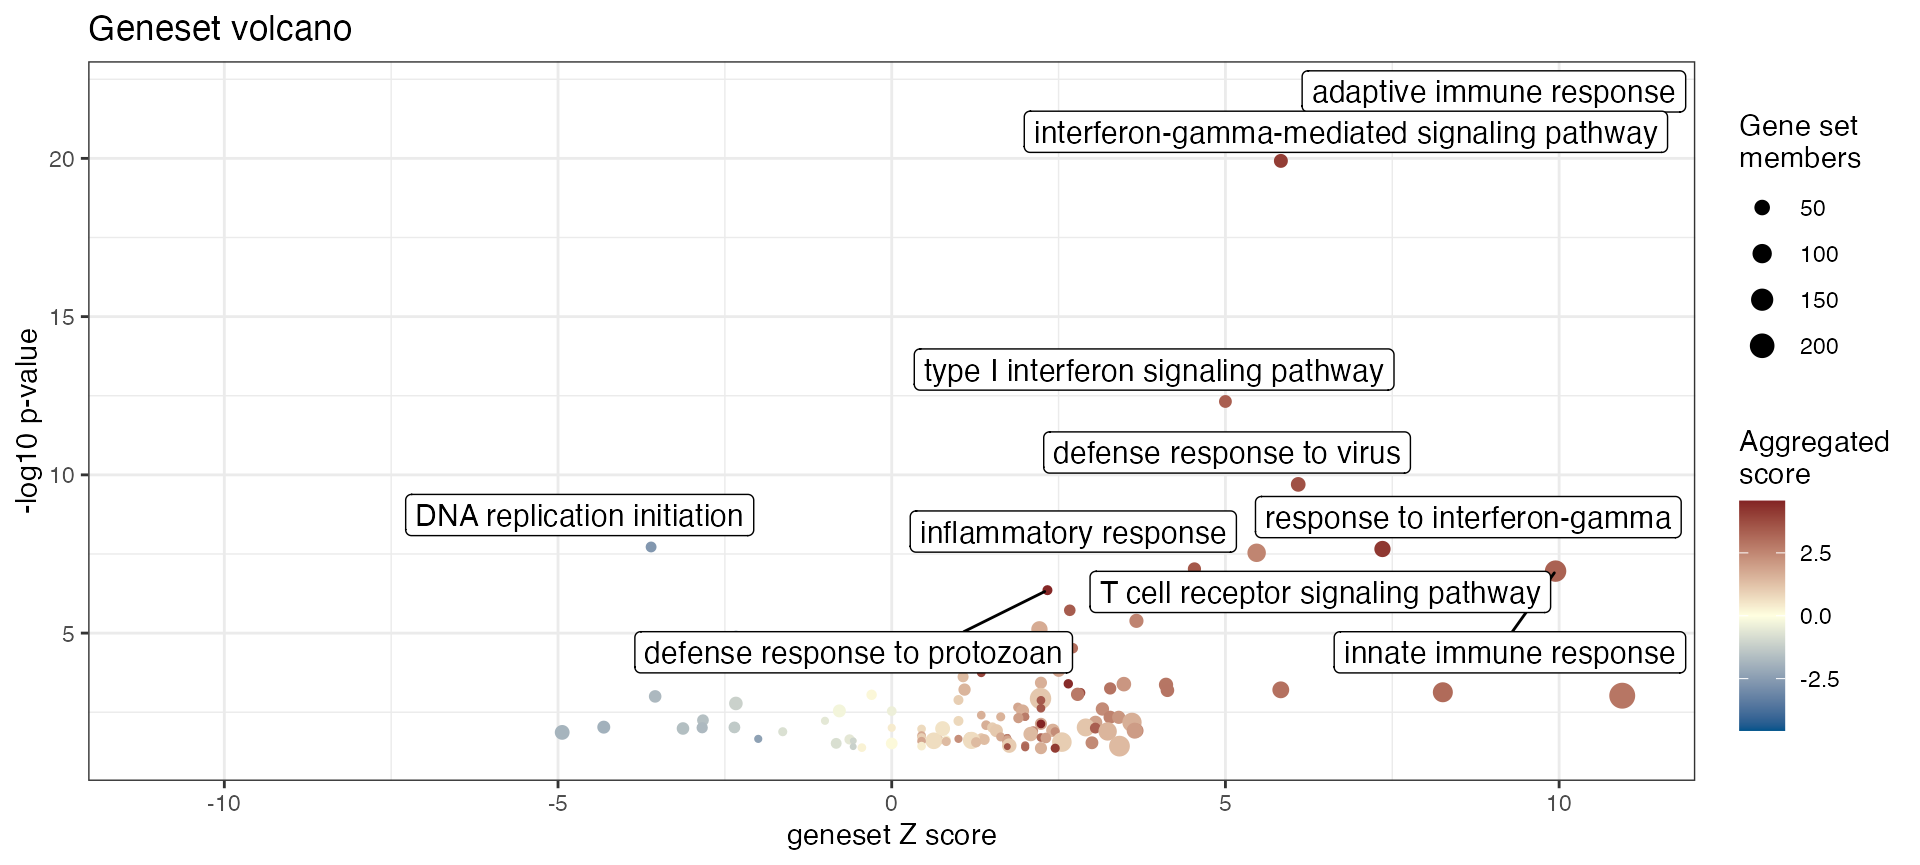 Geneset volcano
adaptive immune response
interferon-gamma-mediated signaling pathway
type I interferon signaling pathway
defense response to virus
DNA replication initiation
response to interferon-gamma
inflammatory response
T cell receptor signaling pathway
defense response to protozoan
innate immune response
-log10 p-value
20
15
10
5
-10
-5
0
5
10
geneset Z score
Gene set
members
50
100
150
200
Aggregated
score
2.5
0.0
-2.5